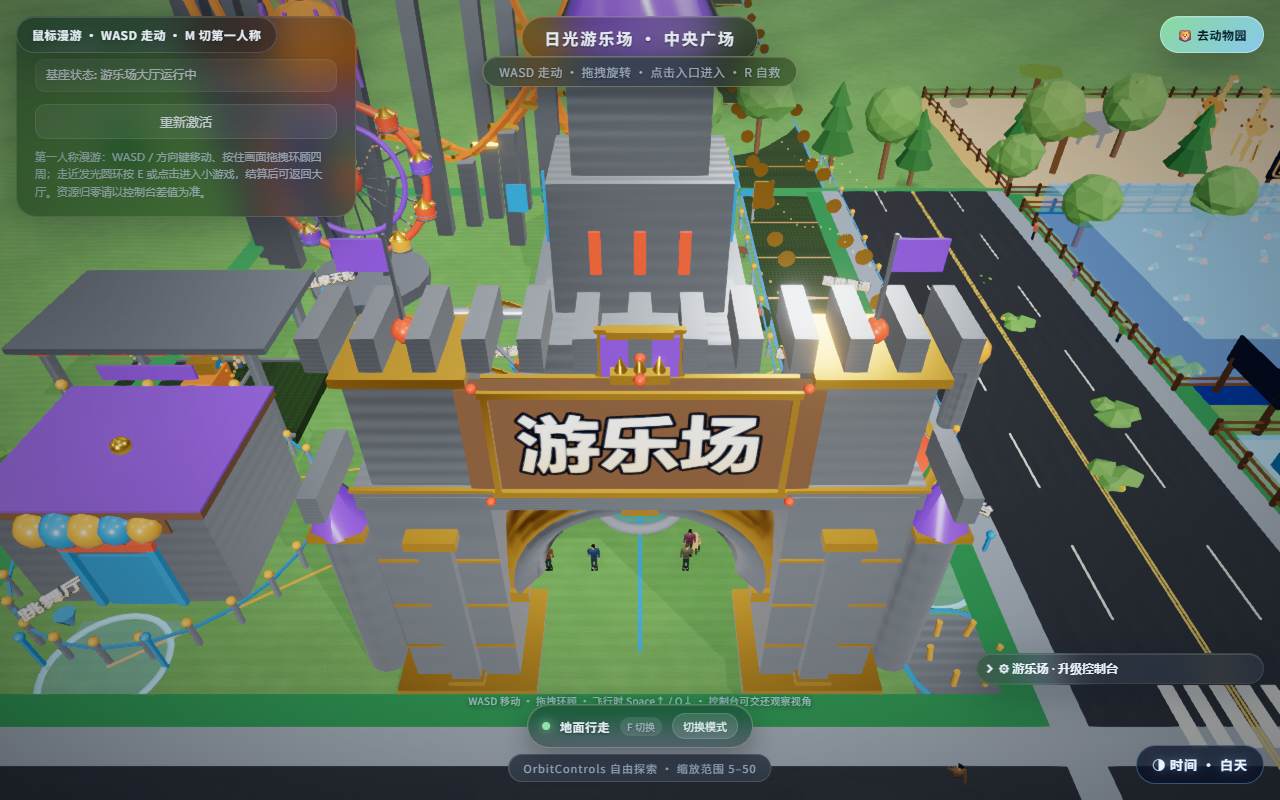 鼠标漫游 · WASD 走动 · M 切第一人称
基座状态: 游乐场大厅运行中
重新激活
第一人称漫游：WASD / 方向键移动、按住画面拖拽环顾四
周；走近发光圆环按 E 或点击进入小游戏，结算后可返回大
厅。资源归零请以控制台差值为准。
日光游乐场 · 中央广场
WASD 走动 · 拖拽旋转 · 点击入口进入 · R 自救
去动物园
摩天轮
游乐场
跳舞厅
游乐场 · 升级控制台
WASD 移动 · 拖拽环顾 · 飞行时 Space↑ / Q↓ · 控制台可交还观察视角
地面行走 F 切换 切换模式
OrbitControls 自由探索 · 缩放范围 5–50
时间 · 白天